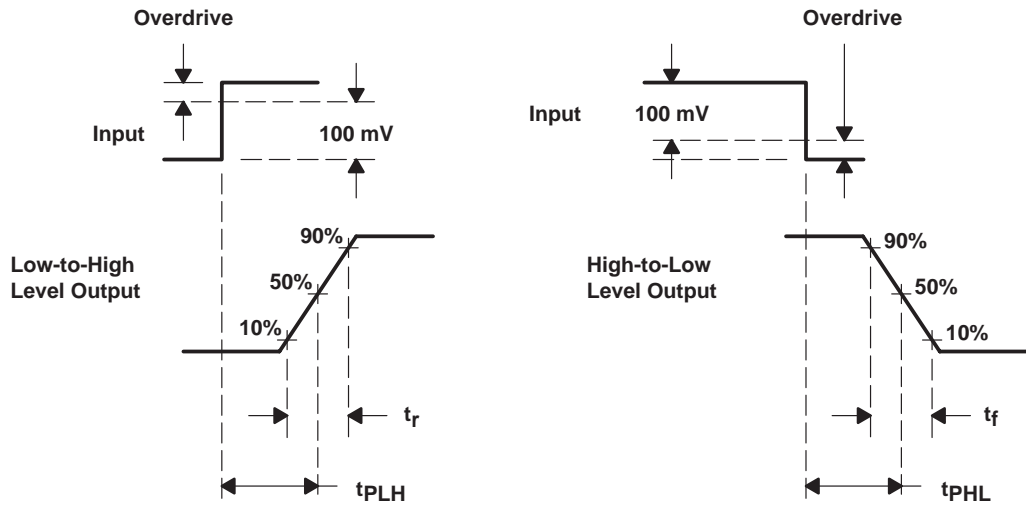 Overdrive
Input
100 mV
Low-to-High
Level Output
90%
50%
10%
tr
tPLH
Overdrive
Input
100 mV
High-to-Low
Level Output
90%
50%
10%
tf
tPHL